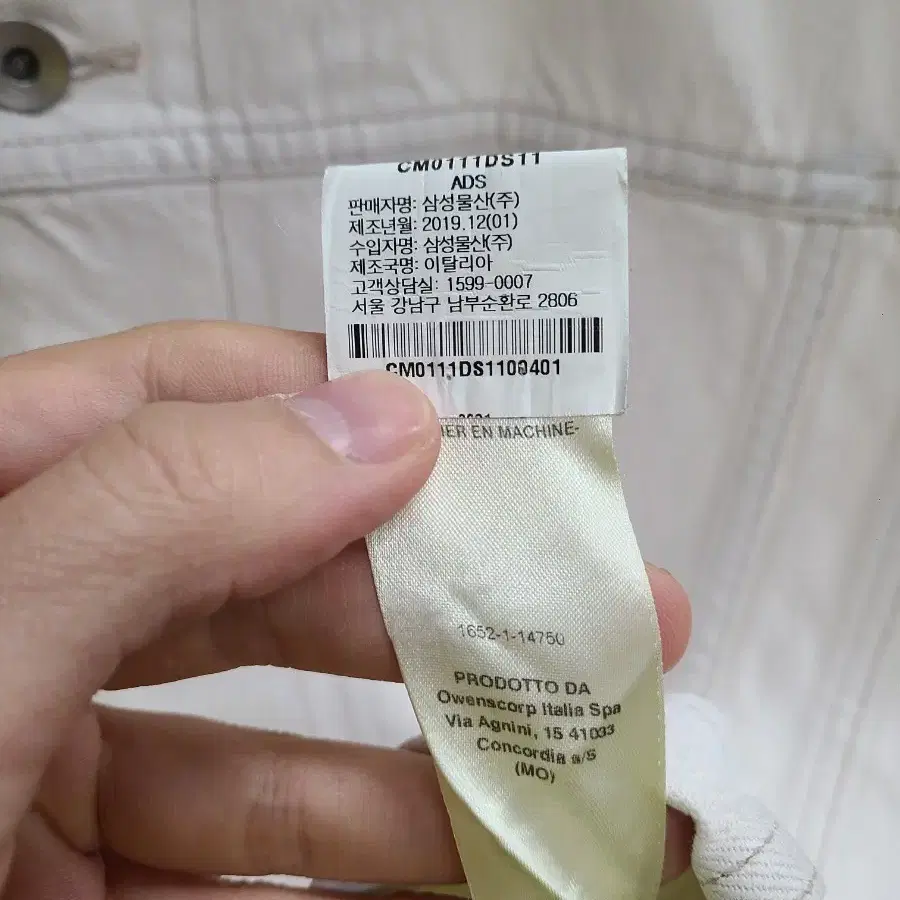 CM0111DS11
ADS
판매자명: 삼성물산(주)
제조년월: 2019.12(01)
수입자명: 삼성물산(주)
제조국명: 이탈리아
고객상담실: 1599-0007
서울 강남구 남부순환로 2806
CM0111DS1100401
EN MACHINE-
1652-1-14750
PRODOTTO DA
Owenscorp Italia Spa
Via Agnini, 15 41033
Concordia s/S
(MO)